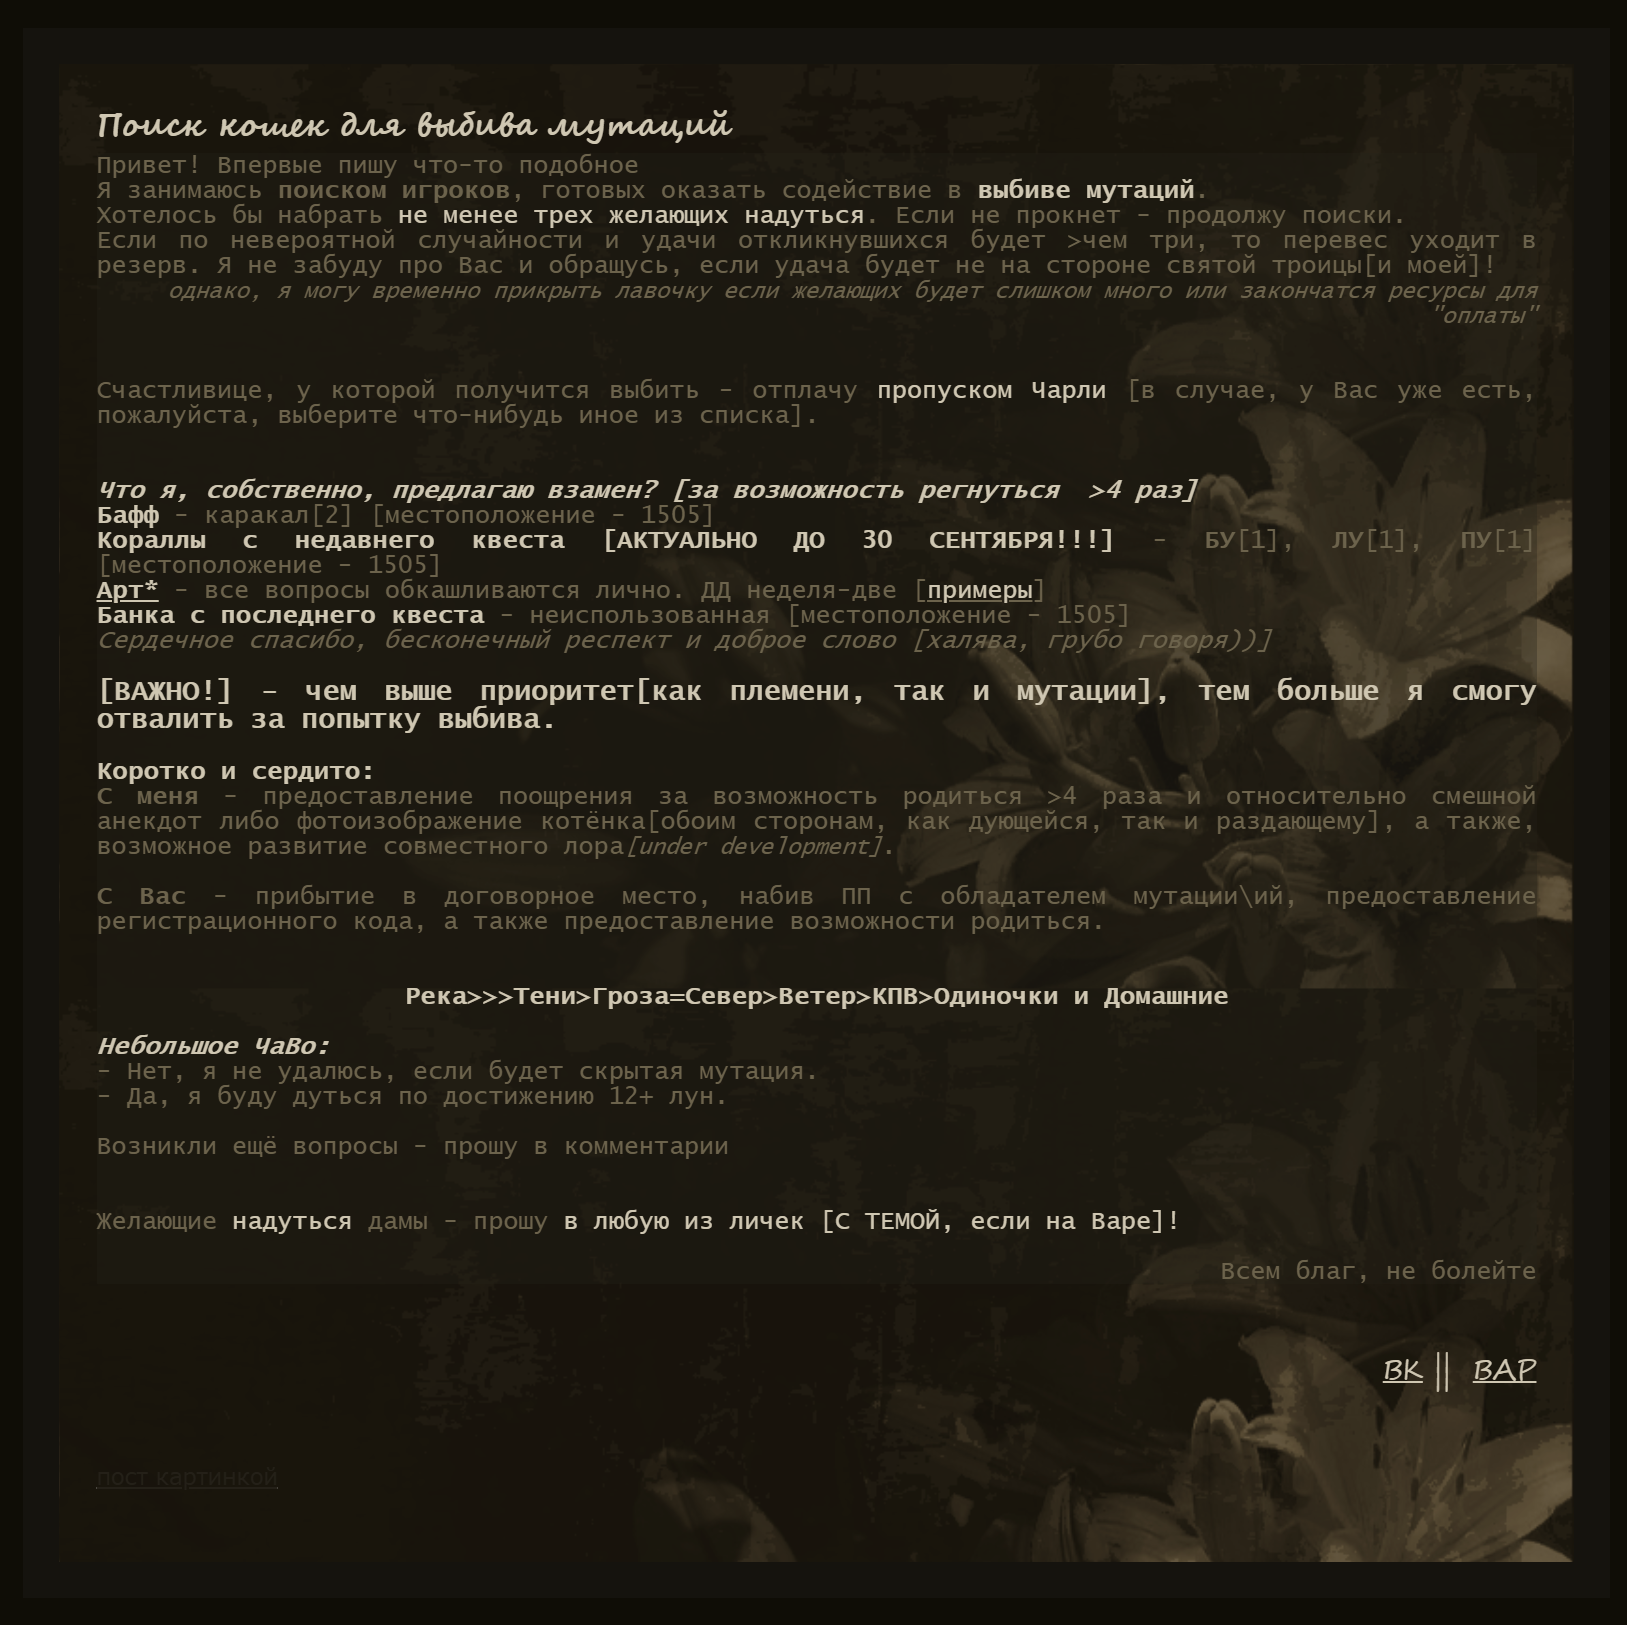 Поиск кошек для выбива мутаций
Привет! Впервые пишу что-то подобное
Я занимаюсь поиском игроков, готовых оказать содействие в выбиве мутаций.
Хотелось бы набрать не менее трех желающих надуться. Если не прокнет - продолжу поиски.
Если по невероятной случайности и удачи откликнувшихся будет >чем три, то перевес уходит в
резерв. Я не забуду про Вас и обращусь, если удача будет не на стороне святой троицы[и моей]!
однако, я могу временно прикрыть лавочку если желающих будет слишком много или закончатся ресурсы для
"оплаты"
Счастливице, у которой получится выбить - отплачу пропуском Чарли [в случае, у Вас уже есть,
пожалуйста, выберите что-нибудь иное из списка].
Что я, собственно, предлагаю взамен? [за возможность регнуться >4 раз]
Бафф - каракал[2] [местоположение - 1505]
Кораллы с недавнего квеста [АКТУАЛЬНО ДО 30 СЕНТЯБРЯ!!!] - БУ[1], ЛУ[1], ПУ[1]
[местоположение - 1505]
Арт* - все вопросы обкашливаются лично. ДД неделя-две [примеры]
Банка с последнего квеста - неиспользованная [местоположение - 1505]
Сердечное спасибо, бесконечный респект и доброе слово [халява, грубо говоря))]
[ВАЖНО!] - чем выше приоритет[как племени, так и мутации], тем больше я смогу
отвалить за попытку выбива.
Коротко и сердито:
С меня - предоставление поощрения за возможность родиться >4 раза и относительно смешной
анекдот либо фотоизображение котёнка[обоим сторонам, как дующейся, так и раздающему], а также,
возможное развитие совместного лора[under development].
С Вас - прибытие в договорное место, набив ПП с обладателем мутации\ий, предоставление
регистрационного кода, а также предоставление возможности родиться.
Река>>>Тени>Гроза=Север>Ветер>КПВ>Одиночки и Домашние
Небольшое ЧаВо:
- Нет, я не удалюсь, если будет скрытая мутация.
- Да, я буду дуться по достижению 12+ лун.
Возникли ещё вопросы - прошу в комментарии
Желающие надуться дамы - прошу в любую из личек [С ТЕМОЙ, если на Варе]!
Всем благ, не болейте
ВК || ВАР
пост картинкой